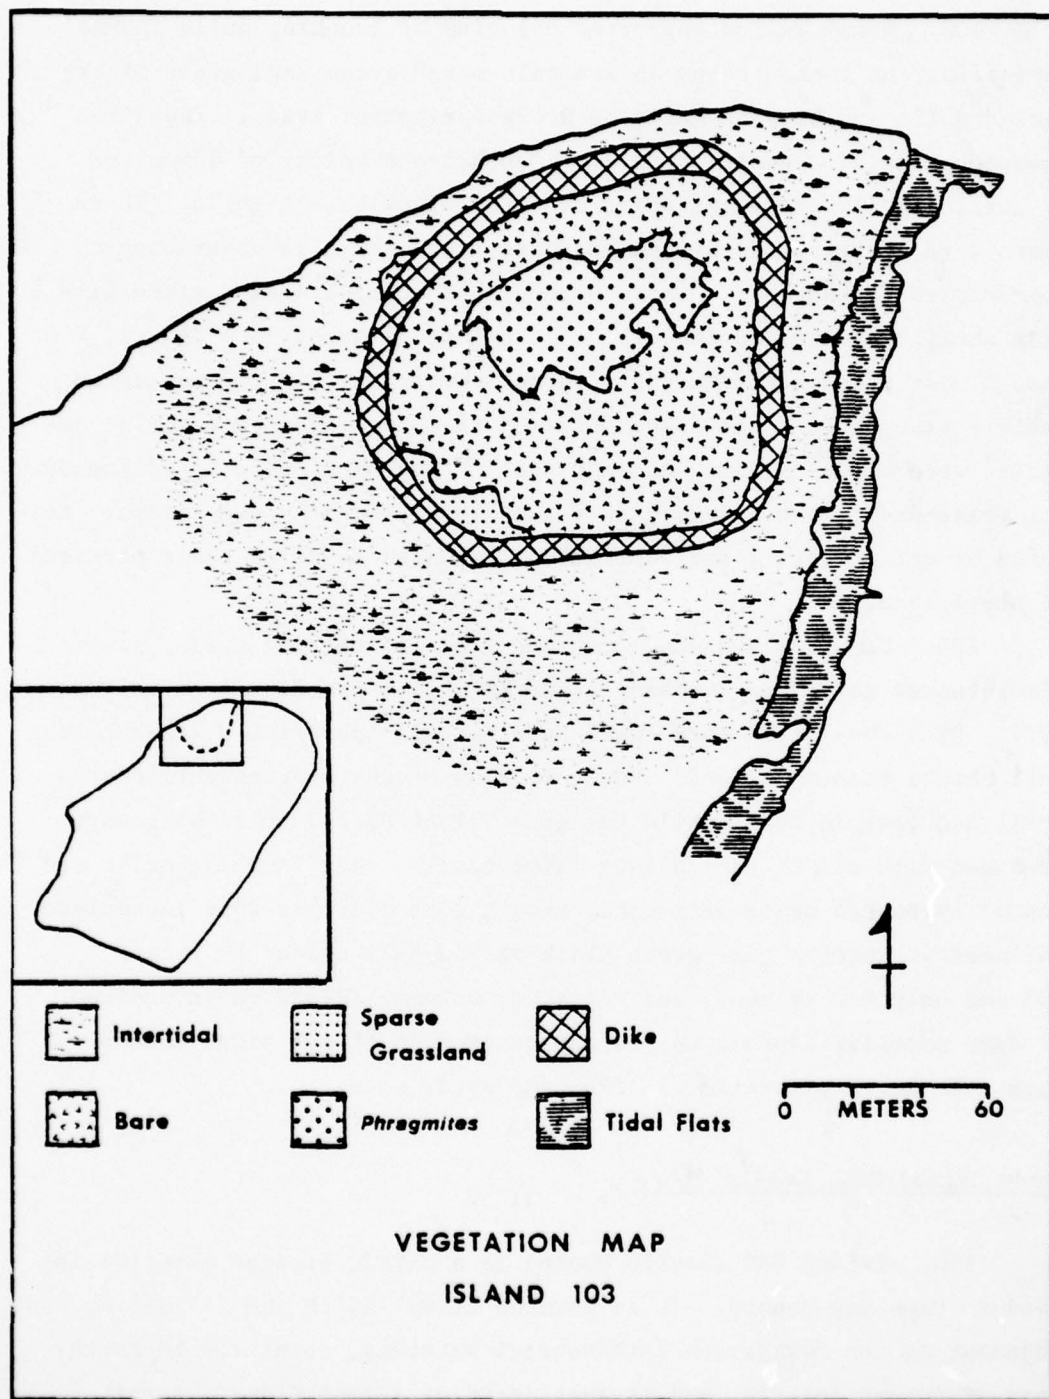 Intertidal
Sparse
Grassland
Dike
Bare
Phragmites
Tidal Flats
0 METERS 60
VEGETATION MAP
ISLAND 103